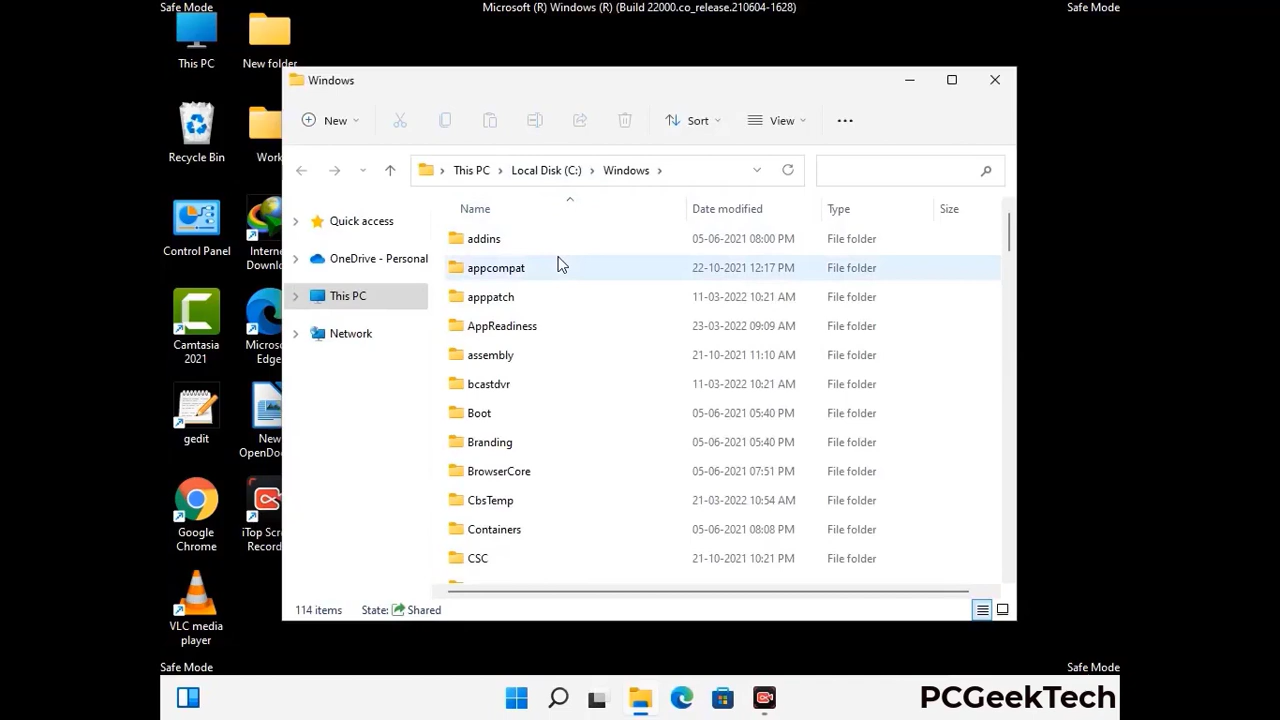 Safe Mode
Microsoft (R) Windows (R) (Build 22000.co_release.210604-1628)
Safe Mode
This PC
New folder
Recycle Bin
Work
Control Panel
Internet
Downlo
Camtasia
2021
Micros
Edge
gedit
New
OpenDoc
Google
Chrome
iTop Scre
Record
VLC media
player
Windows
New
Sort
View
This PC
Local Disk (C:)
Windows
Quick access
OneDrive - Personal
This PC
Network
Name Date modified Type Size
addins 05-06-2021 08:00 PM File folder
appcompat 22-10-2021 12:17 PM File folder
apppatch 11-03-2022 10:21 AM File folder
AppReadiness 23-03-2022 09:09 AM File folder
assembly 21-10-2021 11:10 AM File folder
bcastdvr 11-03-2022 10:21 AM File folder
Boot 05-06-2021 05:40 PM File folder
Branding 05-06-2021 05:40 PM File folder
BrowserCore 05-06-2021 07:51 PM File folder
CbsTemp 21-03-2022 10:54 AM File folder
Containers 05-06-2021 08:08 PM File folder
CSC 21-10-2021 10:21 PM File folder
114 items State: Shared
Safe Mode
Safe Mode
PCGeekTech